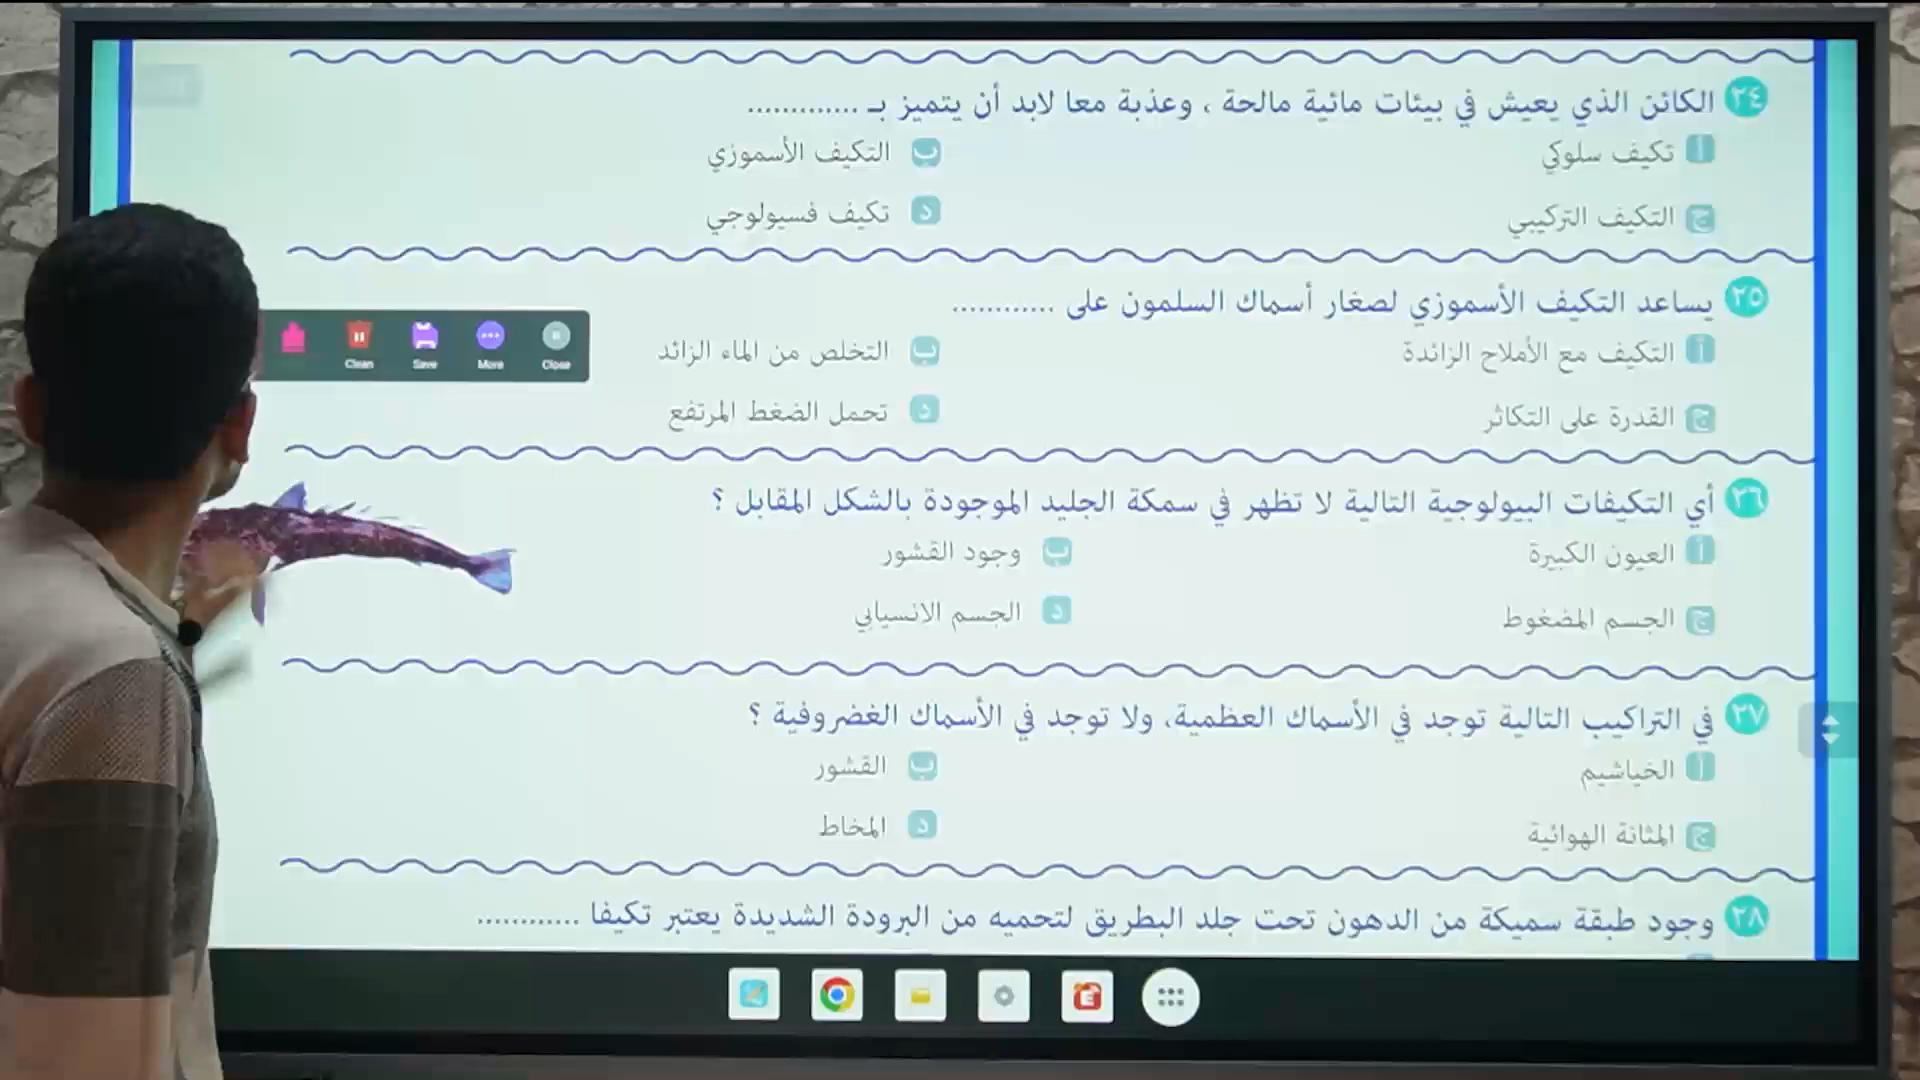 ٢٤ الكائن الذي يعيش في بيئات مائية مالحة ، وعذبة معا لابد أن يتميز بـ ............
أ تكيف سلوكي
ب التكيف الأسموزي
ج التكيف التركيبي
د تكيف فسيولوجي
٢٥ يساعد التكيف الأسموزي لصغار أسماك السلمون على ............
أ التكيف مع الأملاح الزائدة
ب التخلص من الماء الزائد
ج القدرة على التكاثر
د تحمل الضغط المرتفع
Clean Save More Close
٢٦ أي التكيفات البيولوجية التالية لا تظهر في سمكة الجليد الموجودة بالشكل المقابل ؟
أ العيون الكبيرة
ب وجود القشور
ج الجسم المضغوط
د الجسم الانسيابي
٢٧ في التراكيب التالية توجد في الأسماك العظمية، ولا توجد في الأسماك الغضروفية ؟
أ الخياشيم
ب القشور
ج المثانة الهوائية
د المخاط
٢٨ وجود طبقة سميكة من الدهون تحت جلد البطريق لتحميه من البرودة الشديدة يعتبر تكيفا ............